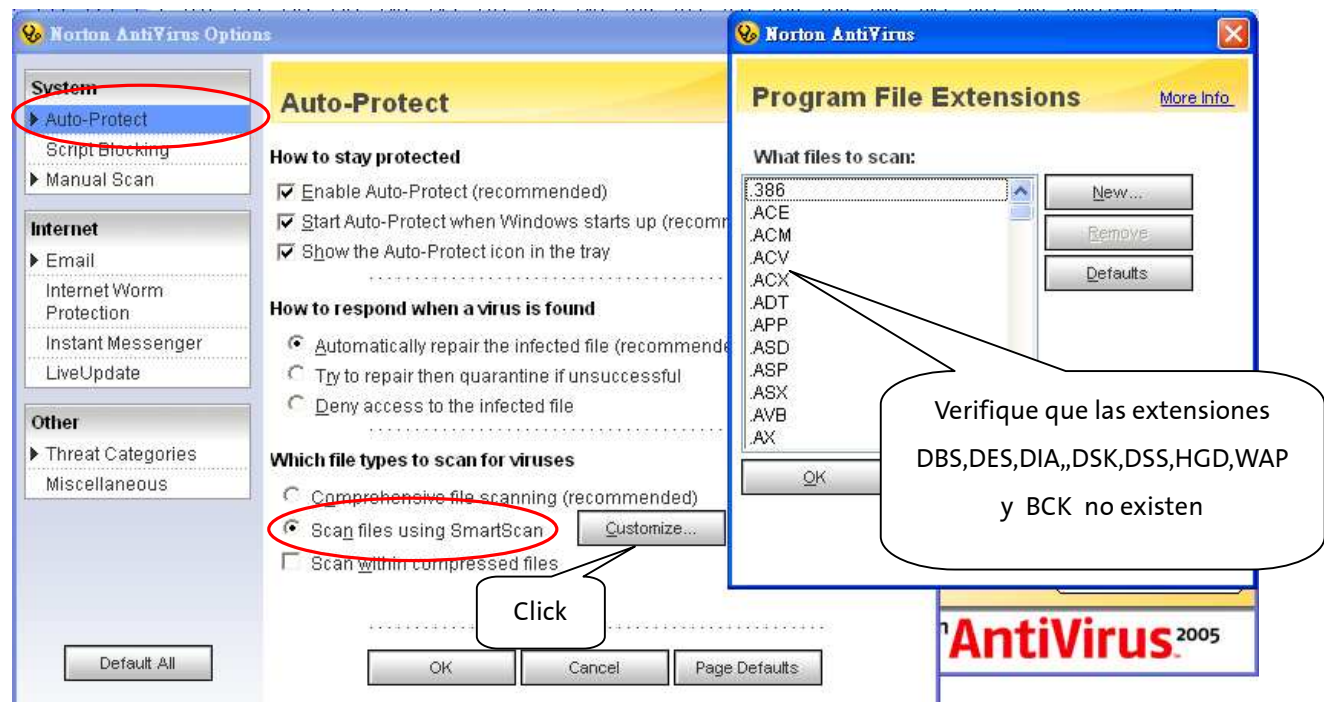 Norton AntiVirus Options
System
Auto-Protect
Script Blocking
Manual Scan
Internet
Email
Internet Worm
Protection
Instant Messenger
LiveUpdate
Other
Threat Categories
Miscellaneous
Default All
Auto-Protect
How to stay protected
Enable Auto-Protect (recommended)
Start Auto-Protect when Windows starts up (recomm
Show the Auto-Protect icon in the tray
How to respond when a virus is found
Automatically repair the infected file (recommende
Try to repair then quarantine if unsuccessful
Deny access to the infected file
Which file types to scan for viruses
Comprehensive file scanning (recommended)
Scan files using SmartScan
Customize...
Scan within compressed files
Click
OK
Cancel
Page Defaults
Norton AntiVirus
Program File Extensions
More Info
What files to scan:
.386
.ACE
.ACM
.ACV
.ACX
.ADT
.APP
.ASD
.ASP
.ASX
.AVB
.AX
New...
Remove
Defaults
OK
Verifique que las extensiones
DBS,DES,DIA,,DSK,DSS,HGD,WAP
y BCK no existen
AntiVirus 2005